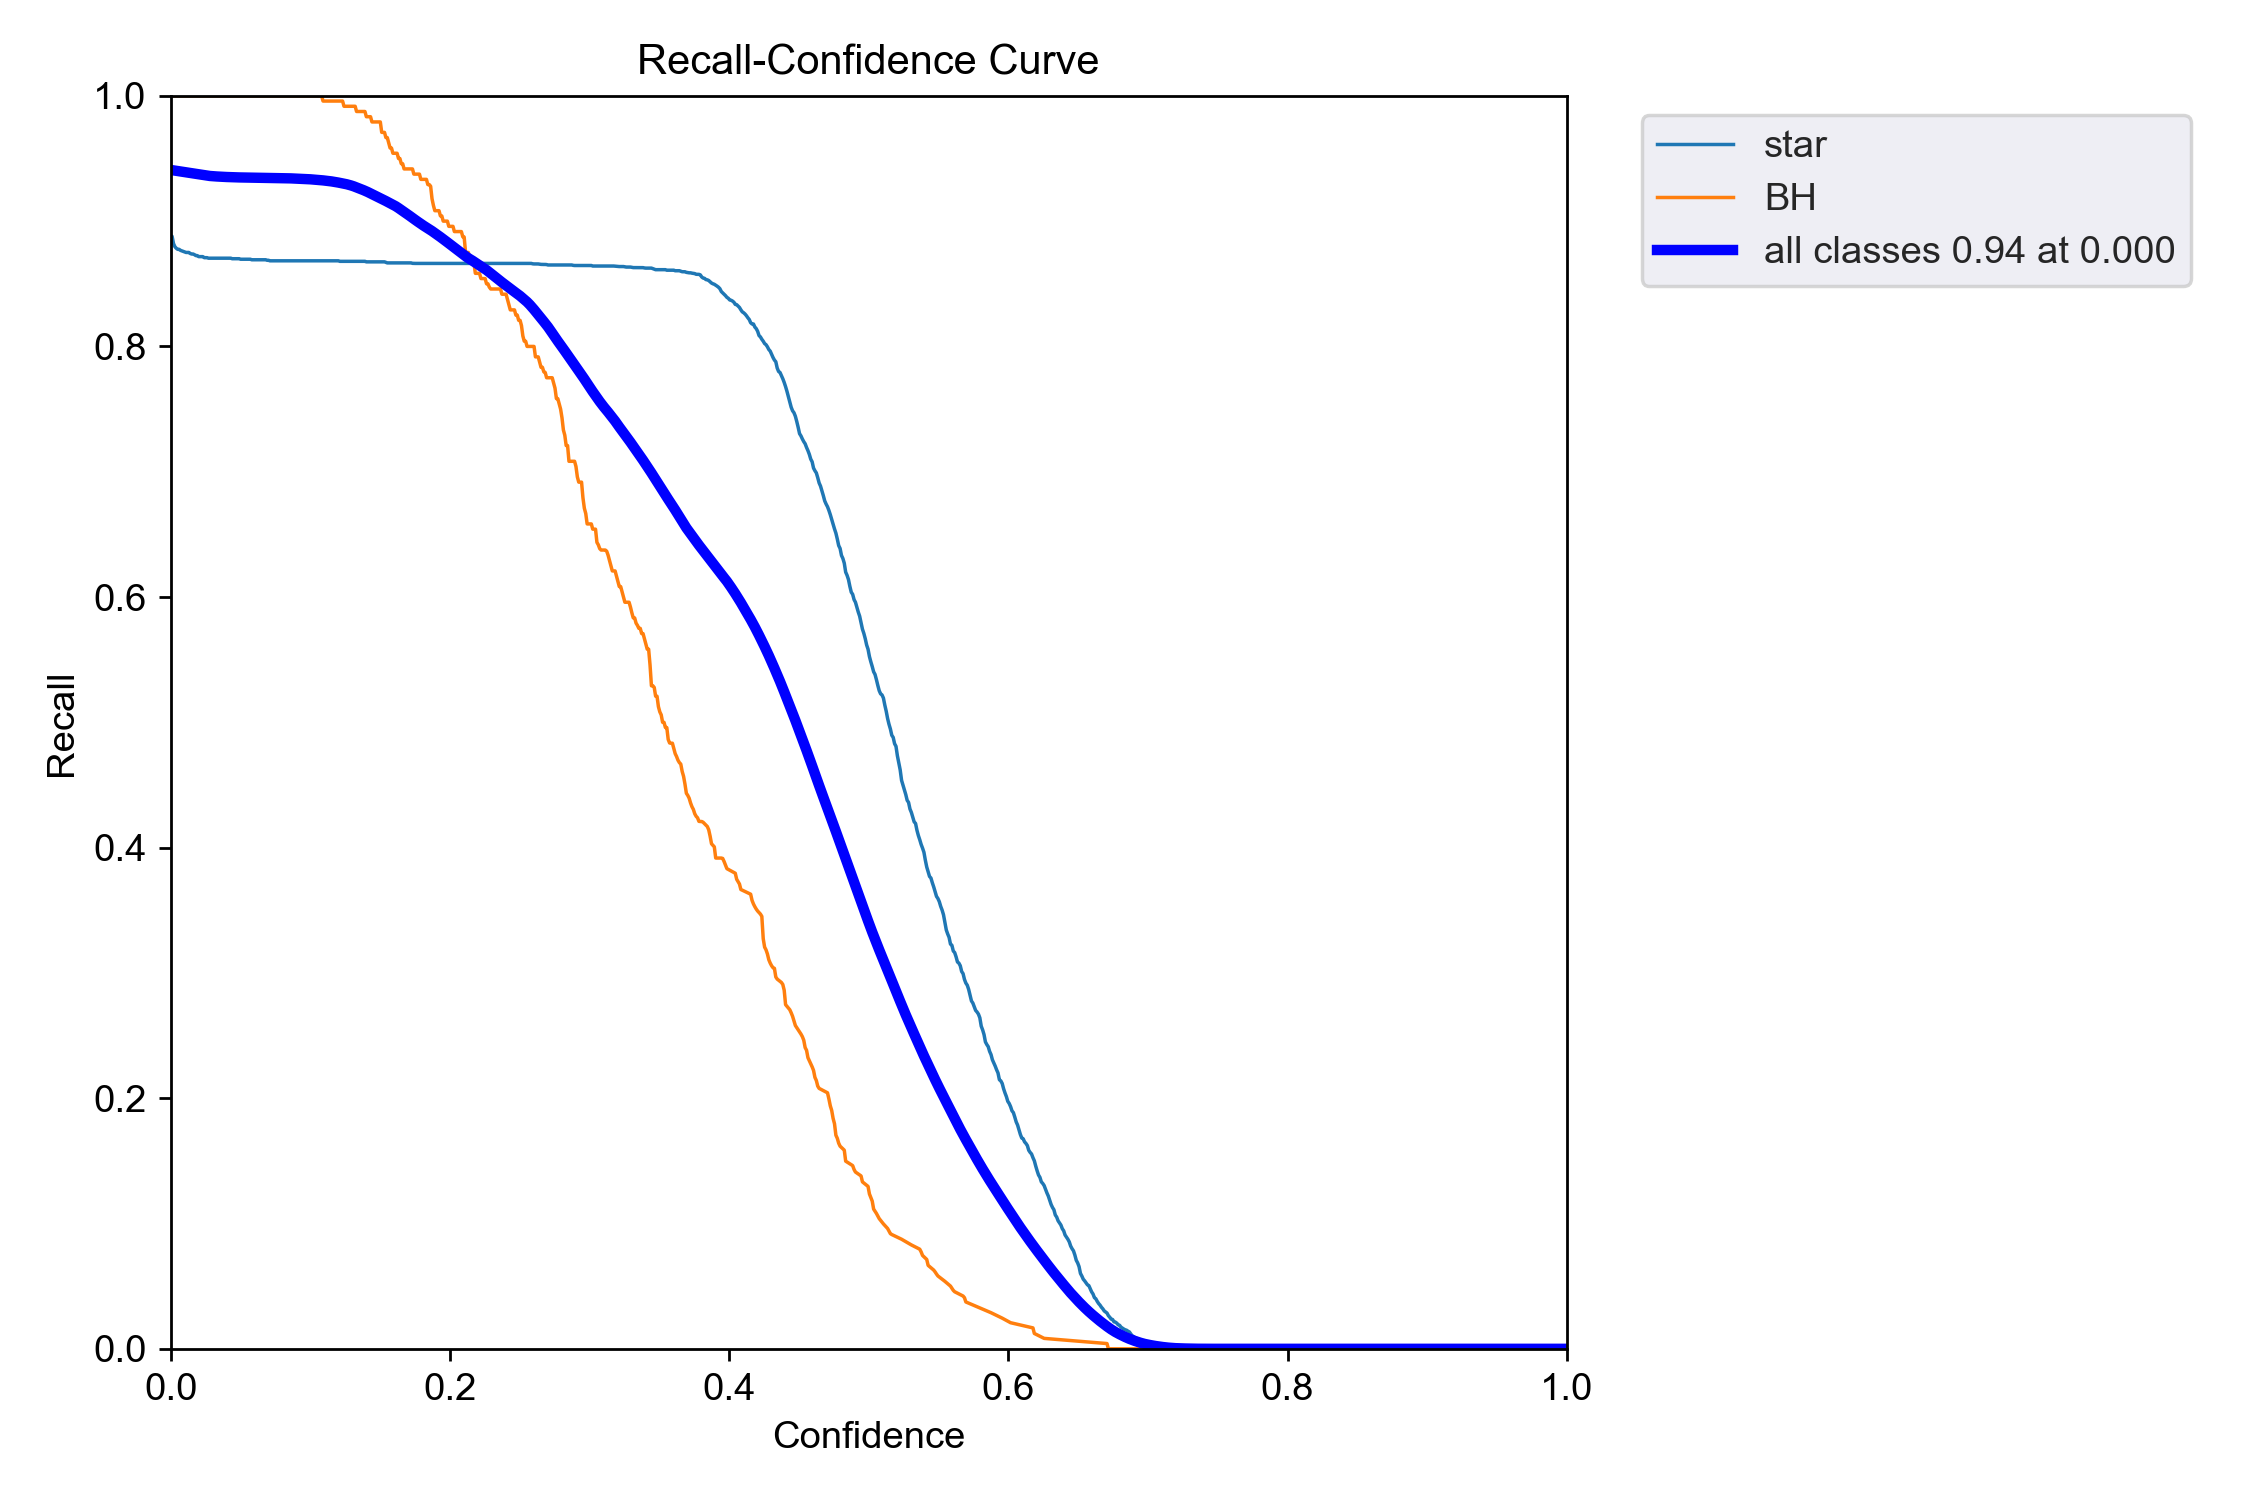 Recall-Confidence Curve
1.0
0.8
0.6
0.4
0.2
0.0
Recall
0.0 0.2 0.4 0.6 0.8 1.0
Confidence
star
BH
all classes 0.94 at 0.000